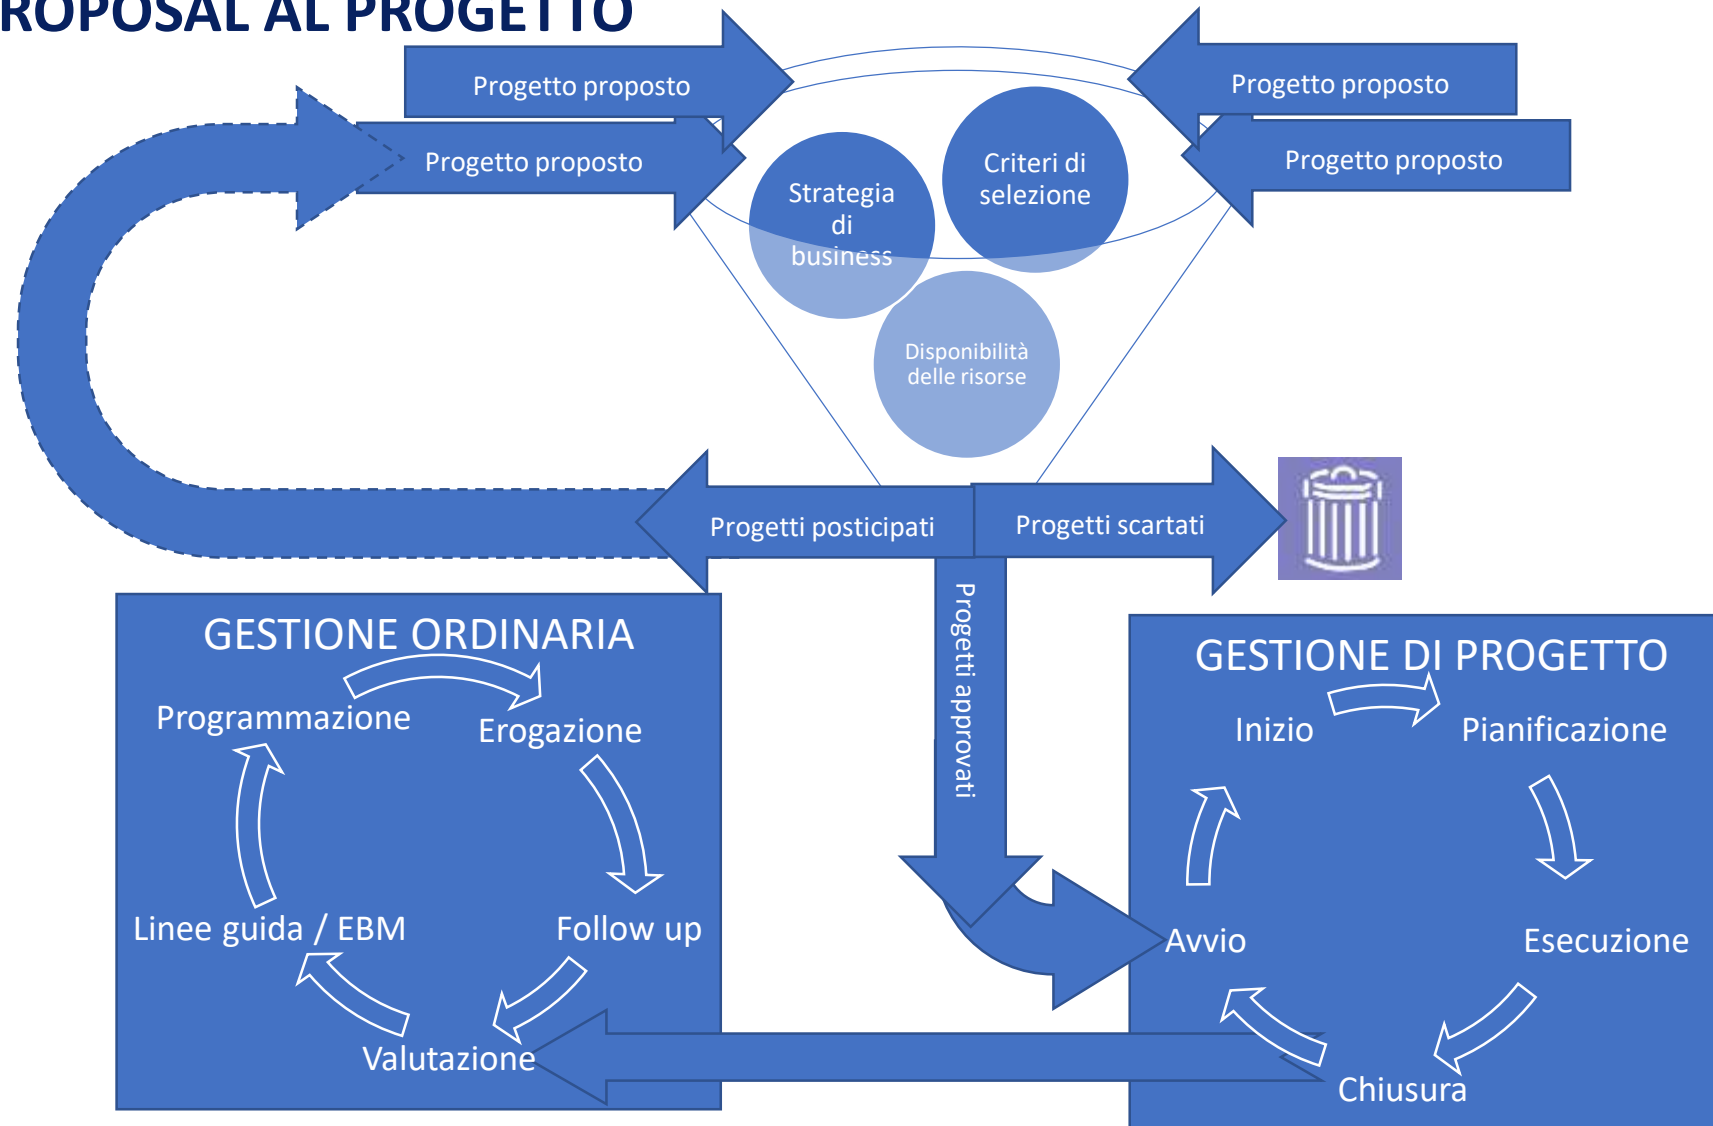 ROPOSAL AL PROGETTO
Progetto proposto
Progetto proposto
Progetto proposto
Progetto proposto
Strategia
di
business
Criteri di
selezione
Disponibilità
delle risorse
Progetti posticipati
Progetti scartati
Progetti approvati
GESTIONE ORDINARIA
Programmazione
Erogazione
Linee guida / EBM
Follow up
Valutazione
GESTIONE DI PROGETTO
Inizio
Pianificazione
Avvio
Esecuzione
Chiusura